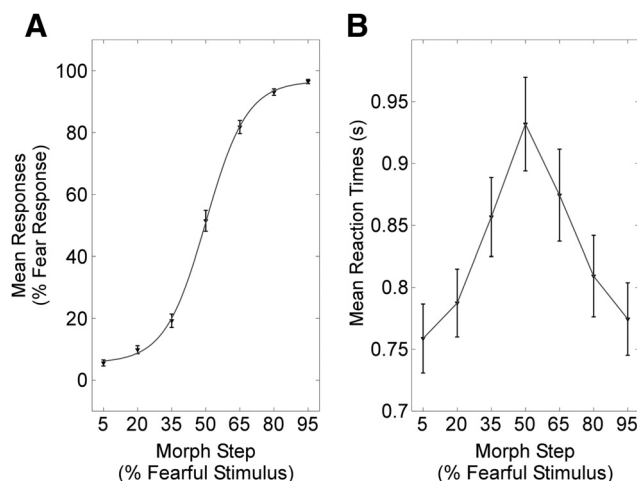 A
Mean Responses
(% Fear Response)
100
80
60
40
20
0
5 20 35 50 65 80 95
Morph Step
(% Fearful Stimulus)
B
Mean Reaction Times (s)
0.95
0.9
0.85
0.8
0.75
0.7
5 20 35 50 65 80 95
Morph Step
(% Fearful Stimulus)